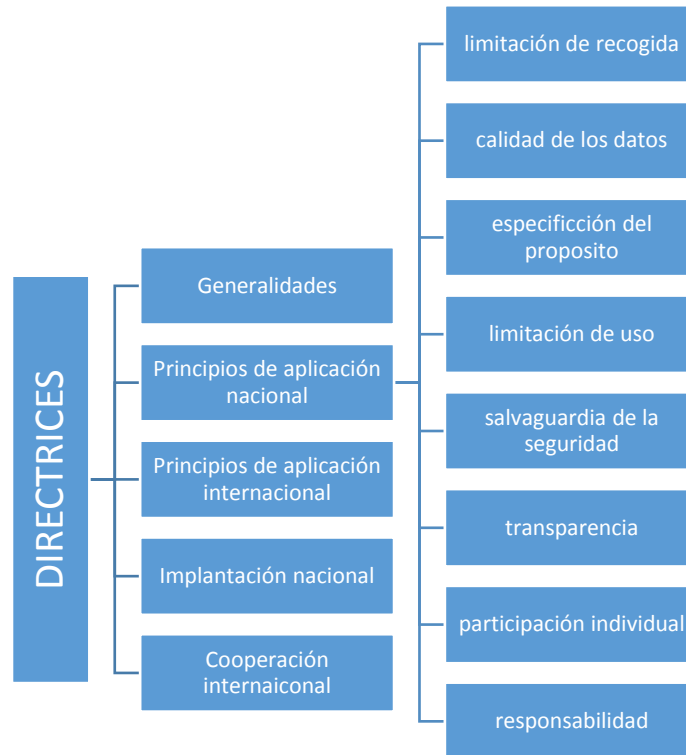 DIRECTRICES
Generalidades
Principios de aplicación
nacional
Principios de aplicación
internacional
Implantación nacional
Cooperación
internaiconal
limitación de recogida
calidad de los datos
especificción del
proposito
limitación de uso
salvaguardia de la
seguridad
transparencia
participación individual
responsabilidad